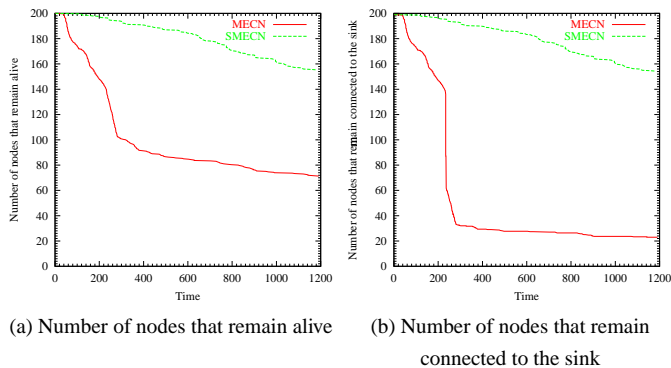 Number of nodes that remain alive
200
180
160
140
120
100
80
60
40
20
0
MECN
SMECN
0 200 400 600 800 1000 1200
Time
(a) Number of nodes that remain alive
Number of nodes that remain connected to the sink
200
180
160
140
120
100
80
60
40
20
0
MECN
SMECN
0 200 400 600 800 1000 1200
Time
(b) Number of nodes that remain
connected to the sink